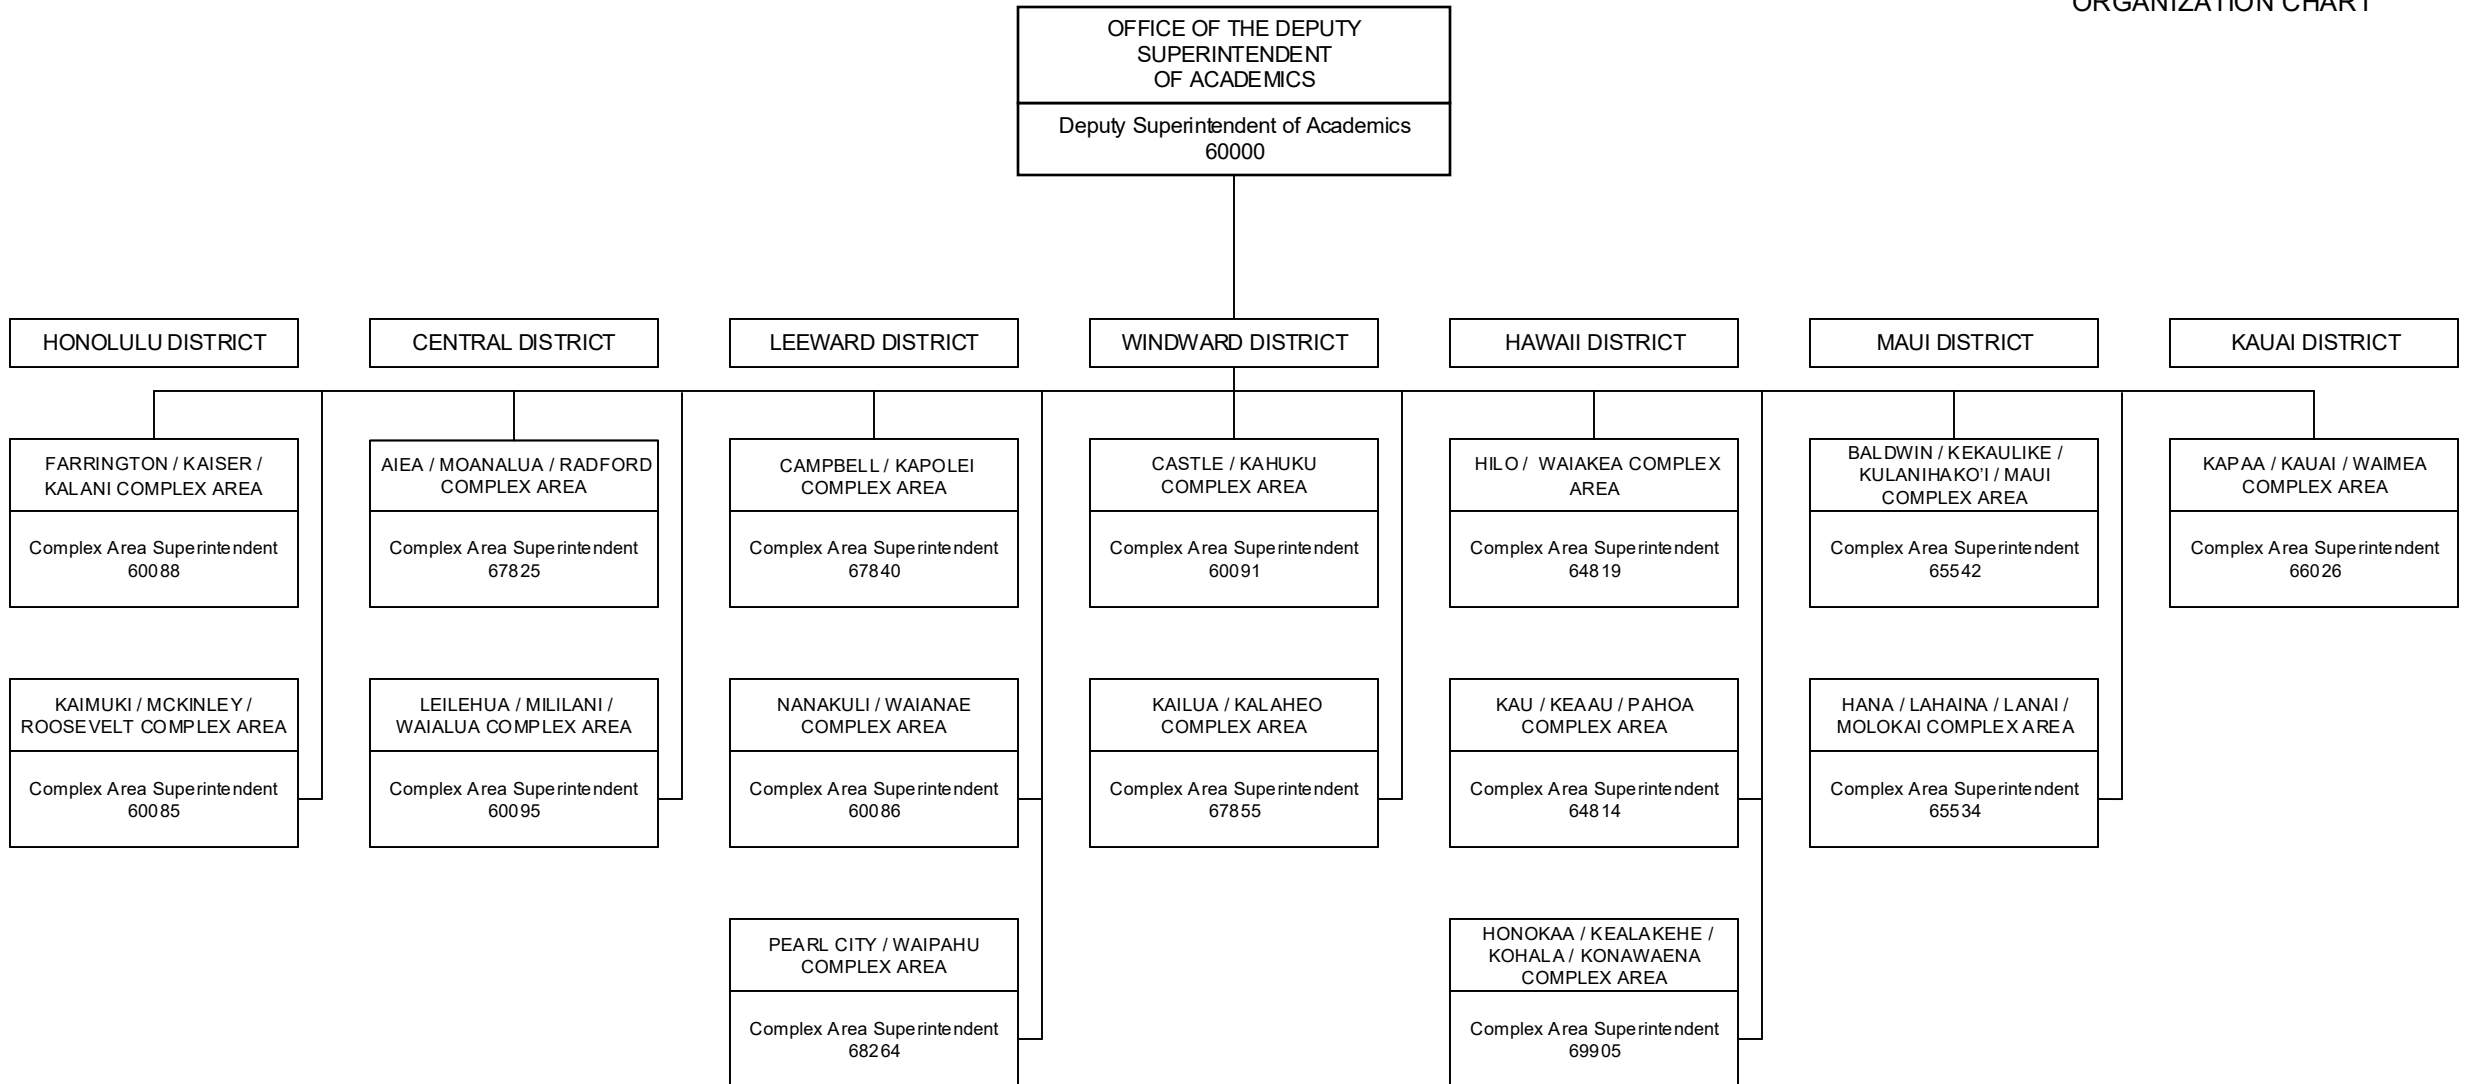 ORGANIZATION CHART
OFFICE OF THE DEPUTY
SUPERINTENDENT
OF ACADEMICS
Deputy Superintendent of Academics
60000
HONOLULU DISTRICT
CENTRAL DISTRICT
LEEWARD DISTRICT
WINDWARD DISTRICT
HAWAII DISTRICT
MAUI DISTRICT
KAUAI DISTRICT
FARRINGTON / KAISER /
KALANI COMPLEX AREA
Complex Area Superintendent
60088
AIEA / MOANALUA / RADFORD
COMPLEX AREA
Complex Area Superintendent
67825
CAMPBELL / KAPOLEI
COMPLEX AREA
Complex Area Superintendent
67840
CASTLE / KAHUKU
COMPLEX AREA
Complex Area Superintendent
60091
HILO / WAIAKEA COMPLEX
AREA
Complex Area Superintendent
64819
BALDWIN / KEKAULIKE /
KULANIHAKO'I / MAUI
COMPLEX AREA
Complex Area Superintendent
65542
KAPAA / KAUAI / WAIMEA
COMPLEX AREA
Complex Area Superintendent
66026
KAIMUKI / MCKINLEY /
ROOSEVELT COMPLEX AREA
Complex Area Superintendent
60085
LEILEHUA / MILILANI /
WAIALUA COMPLEX AREA
Complex Area Superintendent
60095
NANAKULI / WAIANAE
COMPLEX AREA
Complex Area Superintendent
60086
KAILUA / KALAHEO
COMPLEX AREA
Complex Area Superintendent
67855
KAU / KEAAU / PAHOA
COMPLEX AREA
Complex Area Superintendent
64814
HANA / LAHAINA / LANAI /
MOLOKAI COMPLEX AREA
Complex Area Superintendent
65534
PEARL CITY / WAIPAHU
COMPLEX AREA
Complex Area Superintendent
68264
HONOKAA / KEALAKEHE /
KOHALA / KONAWAENA
COMPLEX AREA
Complex Area Superintendent
69905